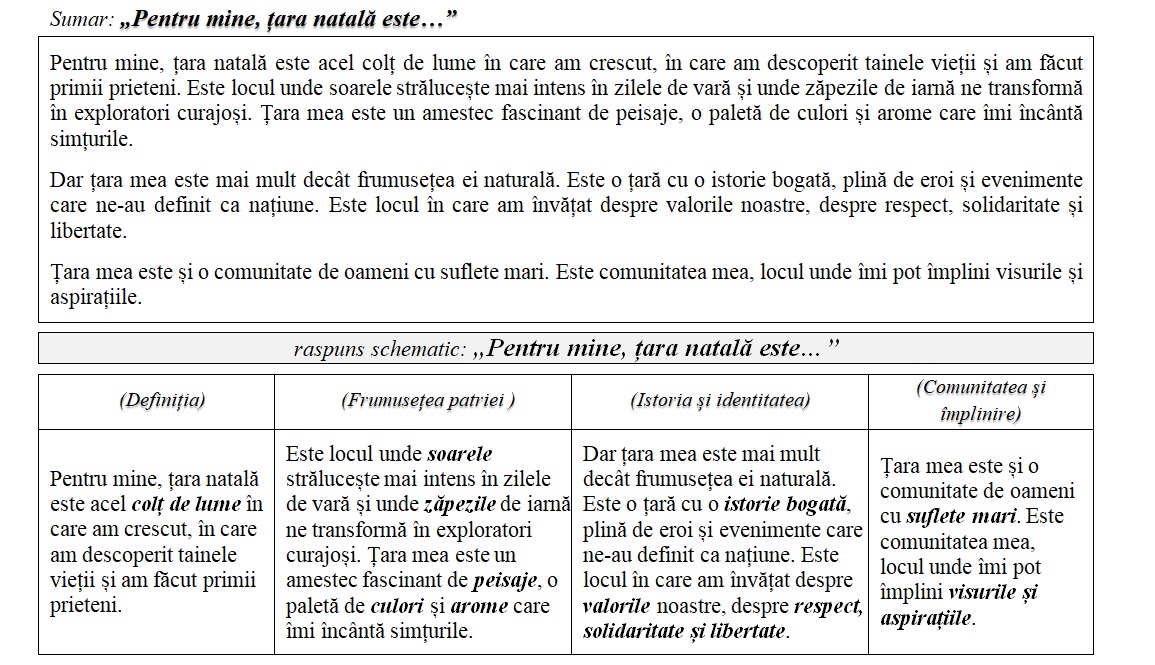 Sumar: „Pentru mine, țara natală este…”
Pentru mine, țara natală este acel colț de lume în care am crescut, în care am descoperit tainele vieții și am făcut
primii prieteni. Este locul unde soarele strălucește mai intens în zilele de vară și unde zăpezile de iarnă ne transformă
în exploratori curajoși. Țara mea este un amestec fascinant de peisaje, o paletă de culori și arome care îmi încântă
simțurile.
Dar țara mea este mai mult decât frumusețea ei naturală. Este o țară cu o istorie bogată, plină de eroi și evenimente
care ne-au definit ca națiune. Este locul în care am învățat despre valorile noastre, despre respect, solidaritate și
libertate.
Țara mea este și o comunitate de oameni cu suflete mari. Este comunitatea mea, locul unde îmi pot împlini visurile și
aspirațiile.
raspuns schematic: „Pentru mine, țara natală este… ”
(Definiția)
Pentru mine, țara natală
este acel colț de lume în
care am crescut, în care
am descoperit tainele
vieții și am făcut primii
prieteni.
(Frumusețea patriei )
Este locul unde soarele
strălucește mai intens în zilele
de vară și unde zăpezile de iarnă
ne transformă în exploratori
curajoși. Țara mea este un
amestec fascinant de peisaje, o
paletă de culori și arome care
îmi încântă simțurile.
(Istoria și identitatea)
Dar țara mea este mai mult
decât frumusețea ei naturală.
Este o țară cu o istorie bogată,
plină de eroi și evenimente care
ne-au definit ca națiune. Este
locul în care am învățat despre
valorile noastre, despre respect,
solidaritate și libertate.
(Comunitatea și
împlinire)
Țara mea este și o
comunitate de oameni
cu suflete mari. Este
comunitatea mea,
locul unde îmi pot
împlini visurile și
aspirațiile.